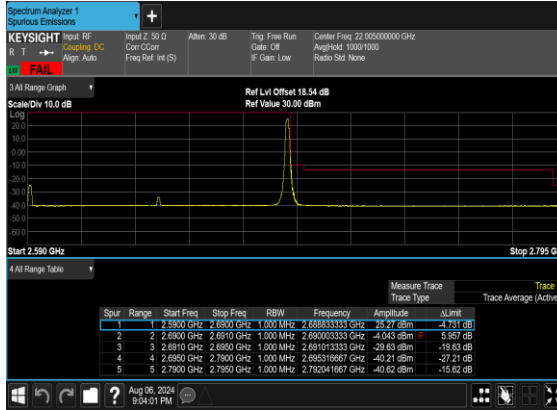 Spectrum Analyzer 1
Spurious Emissions
+
KEYSIGHT Input: RF Input Z: 50 Ω Atten: 30 dB Trig: Free Run Center Freq: 22.005000000 GHz
R T Coupling: DC Corr CCorr Gate: Off Avg|Hold: 1000/1000
Align: Auto Freq Ref: Int (S) IF Gain: Low Radio Std: None
FAIL
3 All Range Graph
Ref Lvl Offset 18.54 dB
Scale/Div 10.0 dB Ref Value 30.00 dBm
Log
20.0
10.0
0.00
-10.0
-20.0
-30.0
-40.0
-50.0
-60.0
Start 2.590 GHz Stop 2.795 G
4 All Range Table
Measure Trace Trace
Trace Type Trace Average (Active
Spur Range Start Freq Stop Freq RBW Frequency Amplitude ΔLimit
1 1 2.5900 GHz 2.6900 GHz 1.000 MHz 2.688833333 GHz 25.27 dBm -4.731 dB
2 2 2.6900 GHz 2.6910 GHz 1.000 MHz 2.690003333 GHz -4.043 dBm F 5.957 dB
3 3 2.6910 GHz 2.6950 GHz 1.000 MHz 2.691013333 GHz -29.63 dBm -19.63 dB
4 4 2.6950 GHz 2.7900 GHz 1.000 MHz 2.695316667 GHz -40.21 dBm -27.21 dB
5 5 2.7900 GHz 2.7950 GHz 1.000 MHz 2.792041667 GHz -40.62 dBm -15.62 dB
Aug 06, 2024
9:04:01 PM